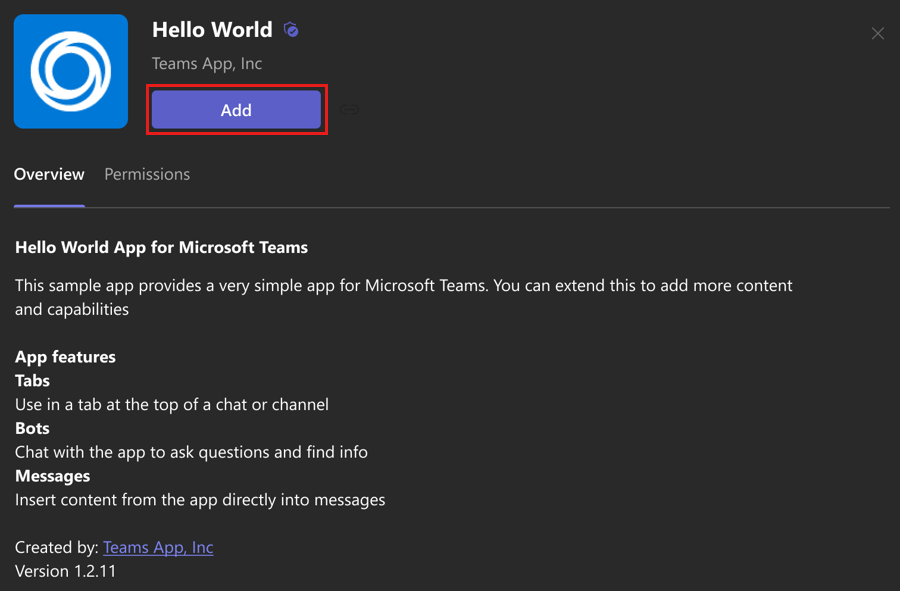 Hello World
Teams App, Inc
Add
Overview
Permissions
Hello World App for Microsoft Teams
This sample app provides a very simple app for Microsoft Teams. You can extend this to add more content
and capabilities
App features
Tabs
Use in a tab at the top of a chat or channel
Bots
Chat with the app to ask questions and find info
Messages
Insert content from the app directly into messages
Created by: Teams App, Inc
Version 1.2.11